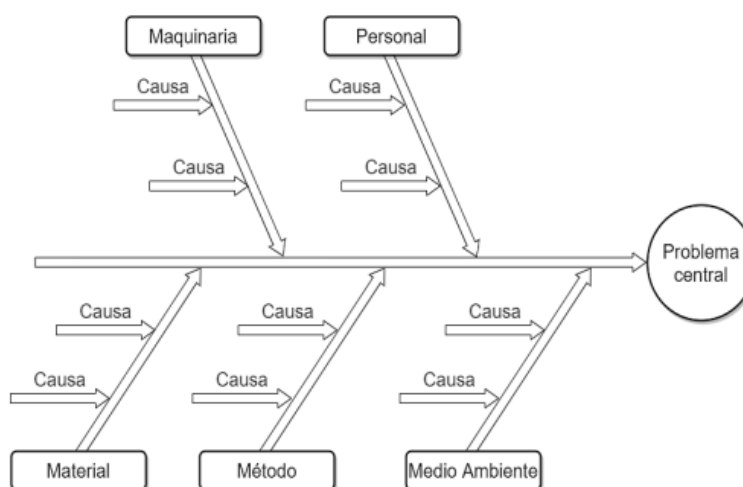 Maquinaria
Personal
Causa
Causa
Causa
Causa
Problema
central
Causa
Causa
Causa
Causa
Causa
Causa
Material
Método
Medio Ambiente